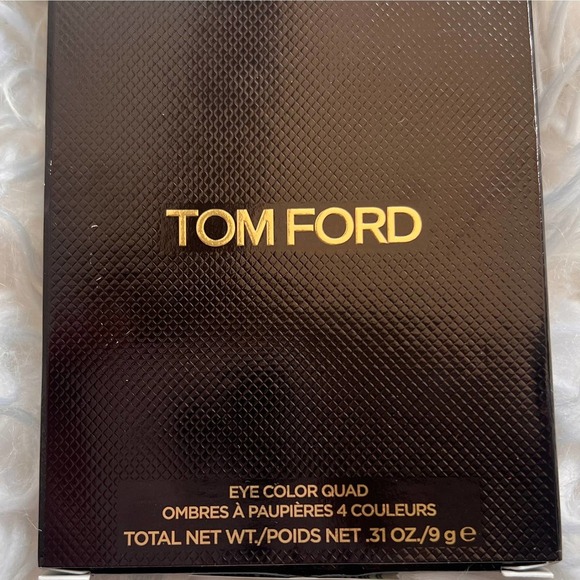 TOM FORD
EYE COLOR QUAD
OMBRES À PAUPIÈRES 4 COULEURS
TOTAL NET WT./POIDS NET .31 OZ./9 g ℮